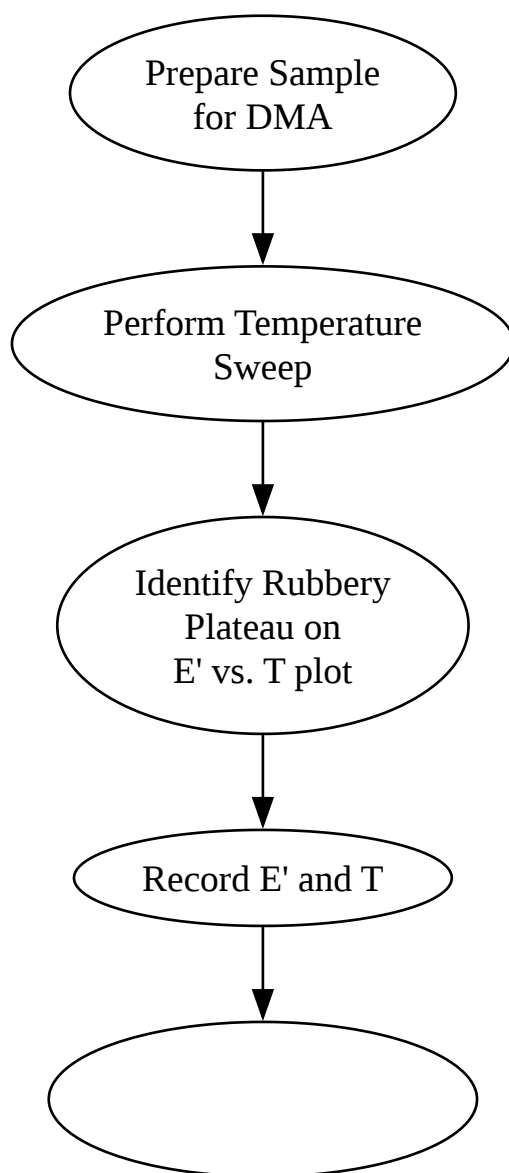 Prepare Sample
for DMA
Perform Temperature
Sweep
Identify Rubbery
Plateau on
E' vs. T plot
Record E' and T